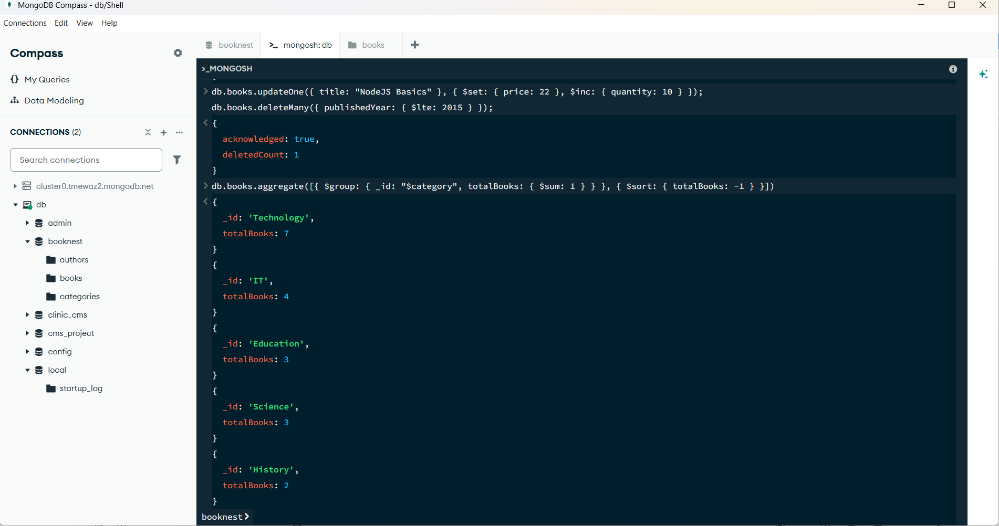 MongoDB Compass - db/Shell
Connections Edit View Help
Compass
My Queries
Data Modeling
CONNECTIONS (2)
Search connections
cluster0.tmewaz2.mongodb.net
db
admin
booknest
authors
books
categories
clinic_cms
cms_project
config
local
startup_log
booknest
>_ mongosh: db
books
>_MONGOSH
}
> db.books.updateOne({ title: "NodeJS Basics" }, { $set: { price: 22 }, $inc: { quantity: 10 } });
db.books.deleteMany({ publishedYear: { $lte: 2015 } });
< {
acknowledged: true,
deletedCount: 1
}
> db.books.aggregate([{ $group: { _id: "$category", totalBooks: { $sum: 1 } } }, { $sort: { totalBooks: -1 } }])
< {
_id: 'Technology',
totalBooks: 7
}
{
_id: 'IT',
totalBooks: 4
}
{
_id: 'Education',
totalBooks: 3
}
{
_id: 'Science',
totalBooks: 3
}
{
_id: 'History',
totalBooks: 2
}
booknest>